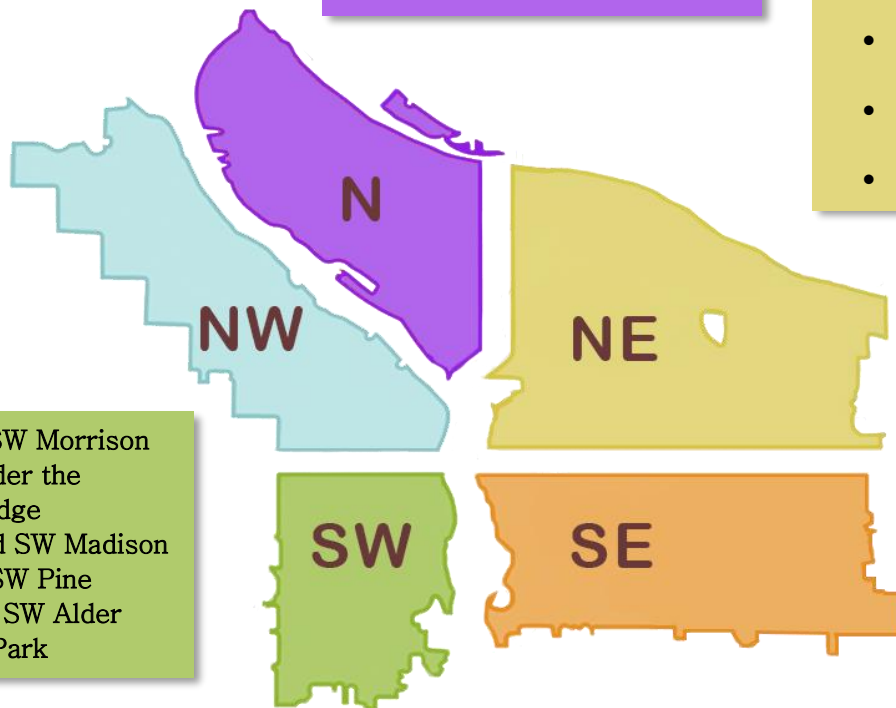 N
NW
NE
SW Morrison
der the
dge
SW Madison
SW Pine
SW Alder
Park
SW
SE